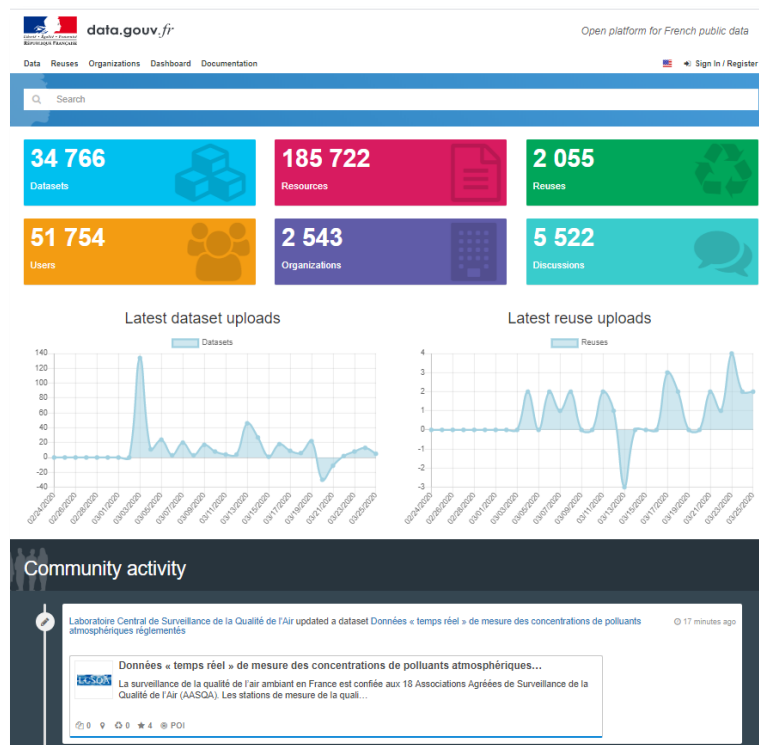 Liberté • Égalité • Fraternité
RÉPUBLIQUE FRANÇAISE
data.gouv.fr
Open platform for French public data
Data Reuses Organizations Dashboard Documentation
Sign In / Register
Search
34 766
Datasets
185 722
Resources
2 055
Reuses
51 754
Users
2 543
Organizations
5 522
Discussions
Latest dataset uploads
Datasets
140
120
100
80
60
40
20
0
-20
-40
02/24/2020
02/26/2020
02/28/2020
03/01/2020
03/03/2020
03/05/2020
03/07/2020
03/09/2020
03/11/2020
03/13/2020
03/15/2020
03/17/2020
03/19/2020
03/21/2020
03/23/2020
03/25/2020
Latest reuse uploads
Reuses
4
3
2
1
0
-1
-2
-3
02/24/2020
02/26/2020
02/28/2020
03/01/2020
03/03/2020
03/05/2020
03/07/2020
03/09/2020
03/11/2020
03/13/2020
03/15/2020
03/17/2020
03/19/2020
03/21/2020
03/23/2020
03/25/2020
Community activity
Laboratoire Central de Surveillance de la Qualité de l'Air updated a dataset Données « temps réel » de mesure des concentrations de polluants
atmosphériques réglementés
17 minutes ago
LCSQA
Données « temps réel » de mesure des concentrations de polluants atmosphériques…
La surveillance de la qualité de l'air ambiant en France est confiée aux 18 Associations Agréées de Surveillance de la
Qualité de l'Air (AASQA). Les stations de mesure de la quali…
0 0 4 POI